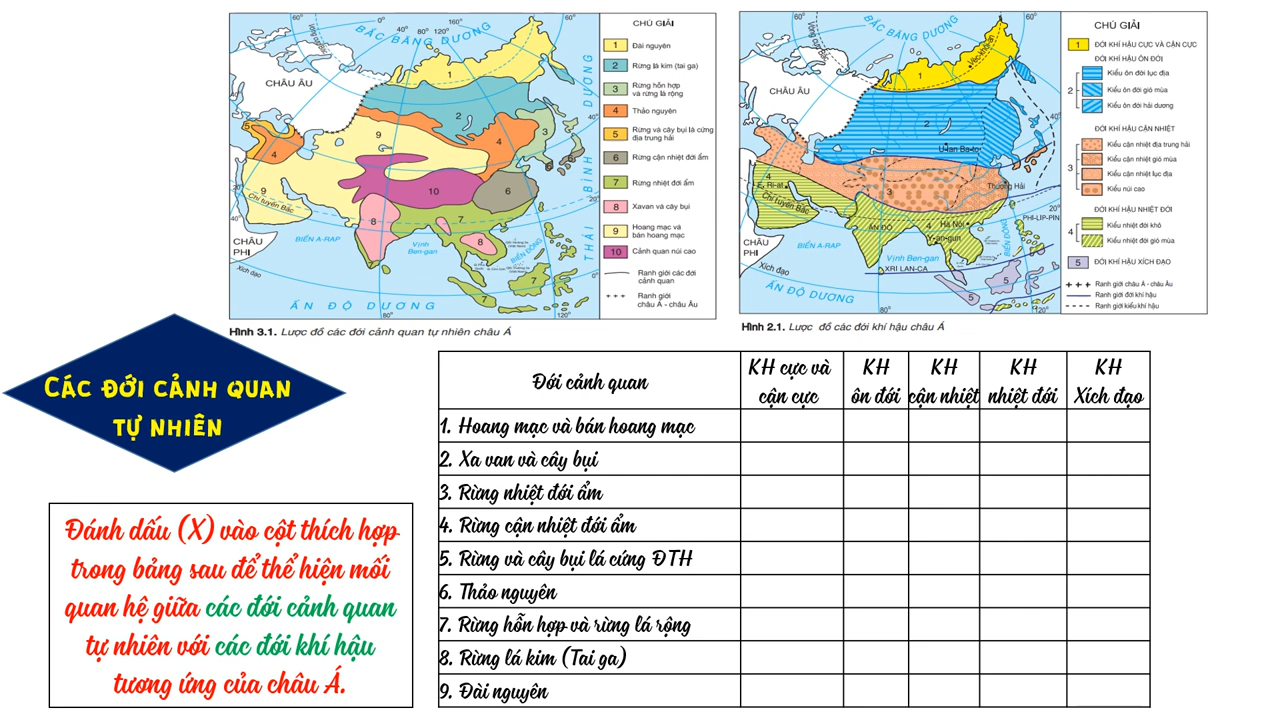 BẮC BĂNG DƯƠNG
CHÂU ÂU
CHÂU PHI
BIỂN A-RẠP
Vịnh Ben-gan
ẤN ĐỘ DƯƠNG
THÁI BÌNH DƯƠNG
BIỂN ĐÔNG
Chí tuyến Bắc
Xích đạo
Vòng cực Bắc
CHÚ GIẢI
1 Đài nguyên
2 Rừng lá kim (tai ga)
3 Rừng hỗn hợp
và rừng lá rộng
4 Thảo nguyên
5 Rừng và cây bụi lá cứng
địa trung hải
6 Rừng cận nhiệt đới ẩm
7 Rừng nhiệt đới ẩm
8 Xavan và cây bụi
9 Hoang mạc và
bán hoang mạc
10 Cảnh quan núi cao
Ranh giới các đới
cảnh quan
Ranh giới
châu Á - châu Âu
Hình 3.1. Lược đồ các đới cảnh quan tự nhiên châu Á
BẮC BĂNG DƯƠNG
CHÂU ÂU
CHÂU PHI
U-lan Ba-to
E Ri-at
Chí tuyến Bắc
Thượng Hải
ẤN ĐỘ
Hà Nội
PHI-LIP-PIN
BIỂN A-RẠP
Vịnh Ben-gan
XRI LAN-CA
Xích đạo
ẤN ĐỘ DƯƠNG
CHÚ GIẢI
1 ĐỚI KHÍ HẬU CỰC VÀ CẬN CỰC
ĐỚI KHÍ HẬU ÔN ĐỚI
Kiểu ôn đới lục địa
2 Kiểu ôn đới gió mùa
Kiểu ôn đới hải dương
ĐỚI KHÍ HẬU CẬN NHIỆT
Kiểu cận nhiệt địa trung hải
Kiểu cận nhiệt gió mùa
3 Kiểu cận nhiệt lục địa
Kiểu núi cao
ĐỚI KHÍ HẬU NHIỆT ĐỚI
Kiểu nhiệt đới khô
4 Kiểu nhiệt đới gió mùa
5 ĐỚI KHÍ HẬU XÍCH ĐẠO
Ranh giới châu Á - châu Âu
Ranh giới đới khí hậu
Ranh giới kiểu khí hậu
Hình 2.1. Lược đồ các đới khí hậu châu Á
CÁC ĐỚI CẢNH QUAN
TỰ NHIÊN
Đánh dấu (X) vào cột thích hợp
trong bảng sau để thể hiện mối
quan hệ giữa các đới cảnh quan
tự nhiên với các đới khí hậu
tương ứng của châu Á.
Đới cảnh quan
KH cực và
cận cực
KH
ôn đới
KH
cận nhiệt
KH
nhiệt đới
KH
Xích đạo
1. Hoang mạc và bán hoang mạc
2. Xa van và cây bụi
3. Rừng nhiệt đới ẩm
4. Rừng cận nhiệt đới ẩm
5. Rừng và cây bụi lá cứng ĐTH
6. Thảo nguyên
7. Rừng hỗn hợp và rừng lá rộng
8. Rừng lá kim (Tai ga)
9. Đài nguyên